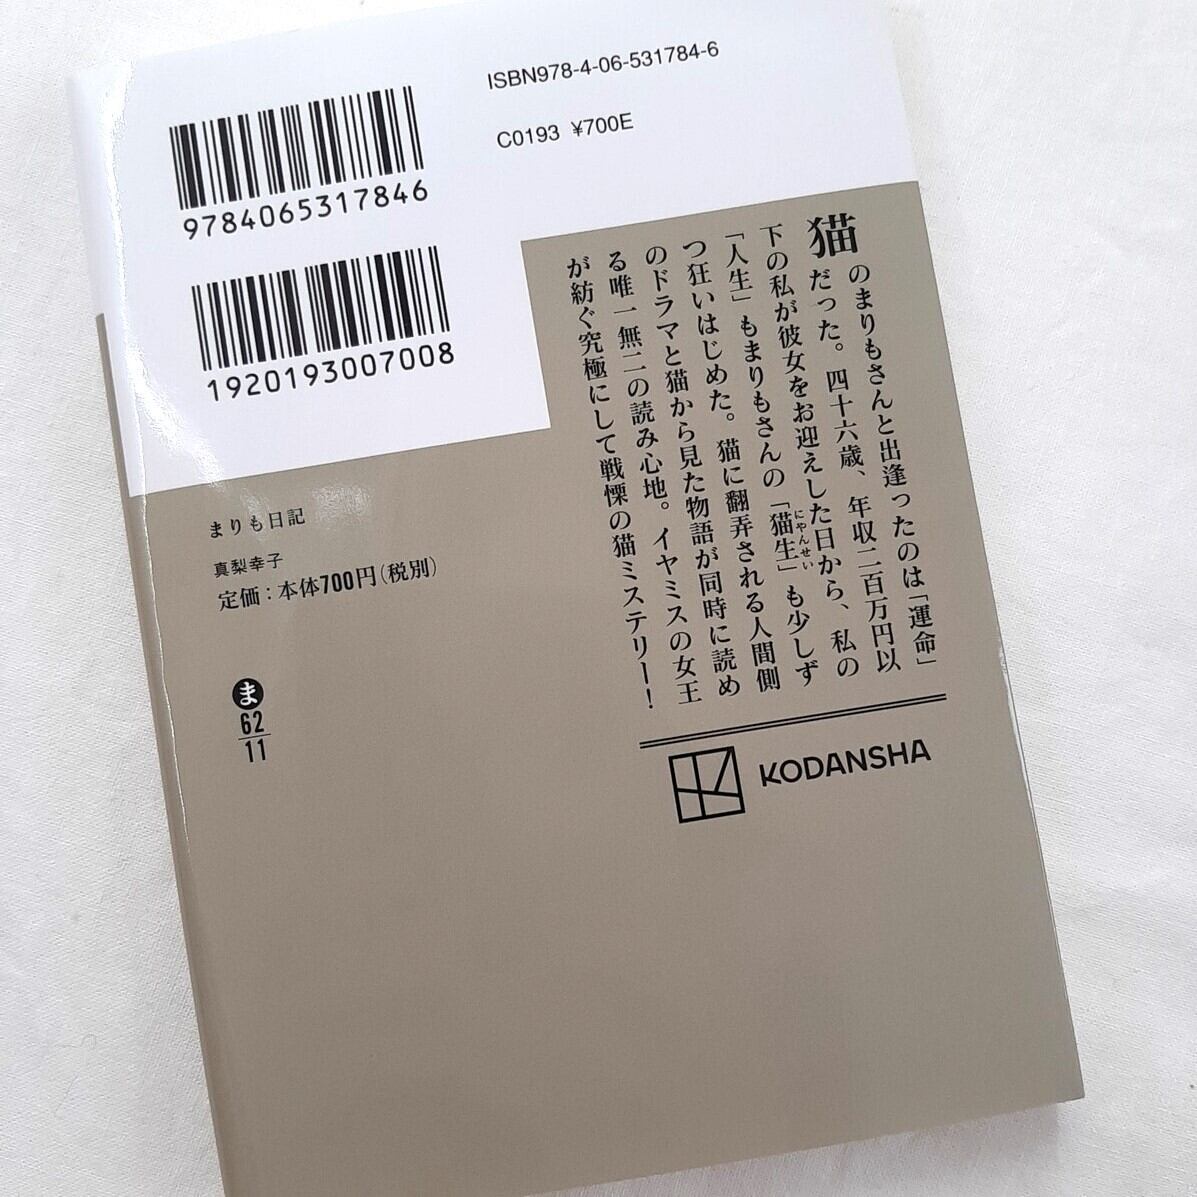 ISBN978-4-06-531784-6
C0193 ¥700E
9784065317846
1920193007008
猫のまりもさんと出逢ったのは「運命」
だった。四十六歳、年収二百万円以
下の私が彼女をお迎えした日から、私の
「人生」もまりもさんの「猫生」も少しず
にゃんせい
つ狂いはじめた。猫に翻弄される人間側
のドラマと猫から見た物語が同時に読め
る唯一無二の読み心地。イヤミスの女王
が紡ぐ究極にして戦慄の猫ミステリー！
まりも日記
真梨幸子
定価：本体700円（税別）
ま
62
11
KODANSHA